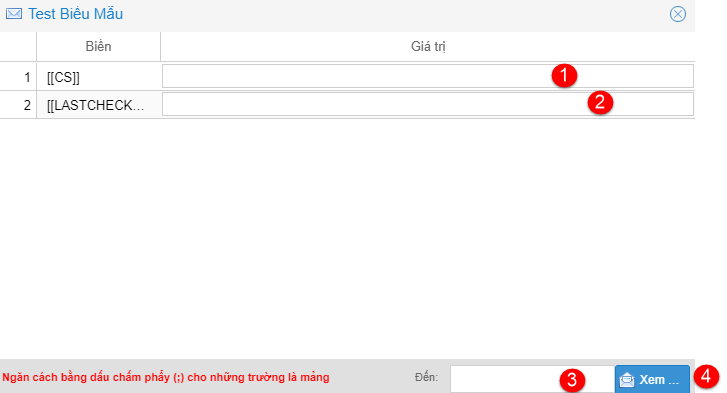 Test Biểu Mẫu
Biến Giá trị
1 [[CS]] 1
2 [[LASTCHECK... 2
Ngăn cách bằng dấu chấm phẩy (;) cho những trường là mảng Đến: 3 Xem ... 4